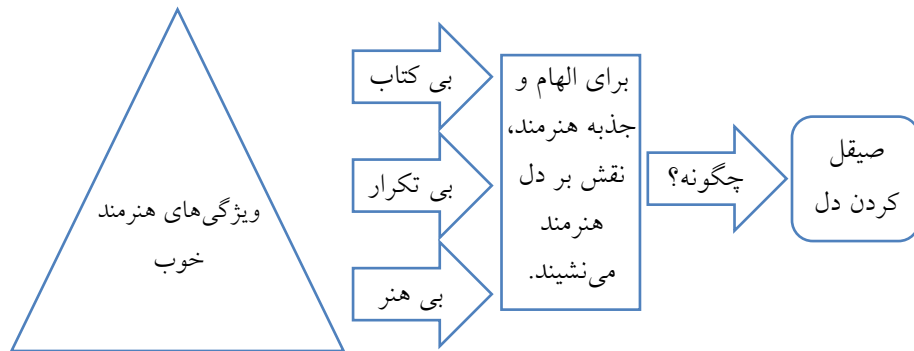 ویژگی‌های هنرمند
خوب
بی کتاب
بی تکرار
بی هنر
برای الهام و
جذبه هنرمند،
نقش بر دل
هنرمند
می‌نشیند.
چگونه؟
صیقل
کردن دل